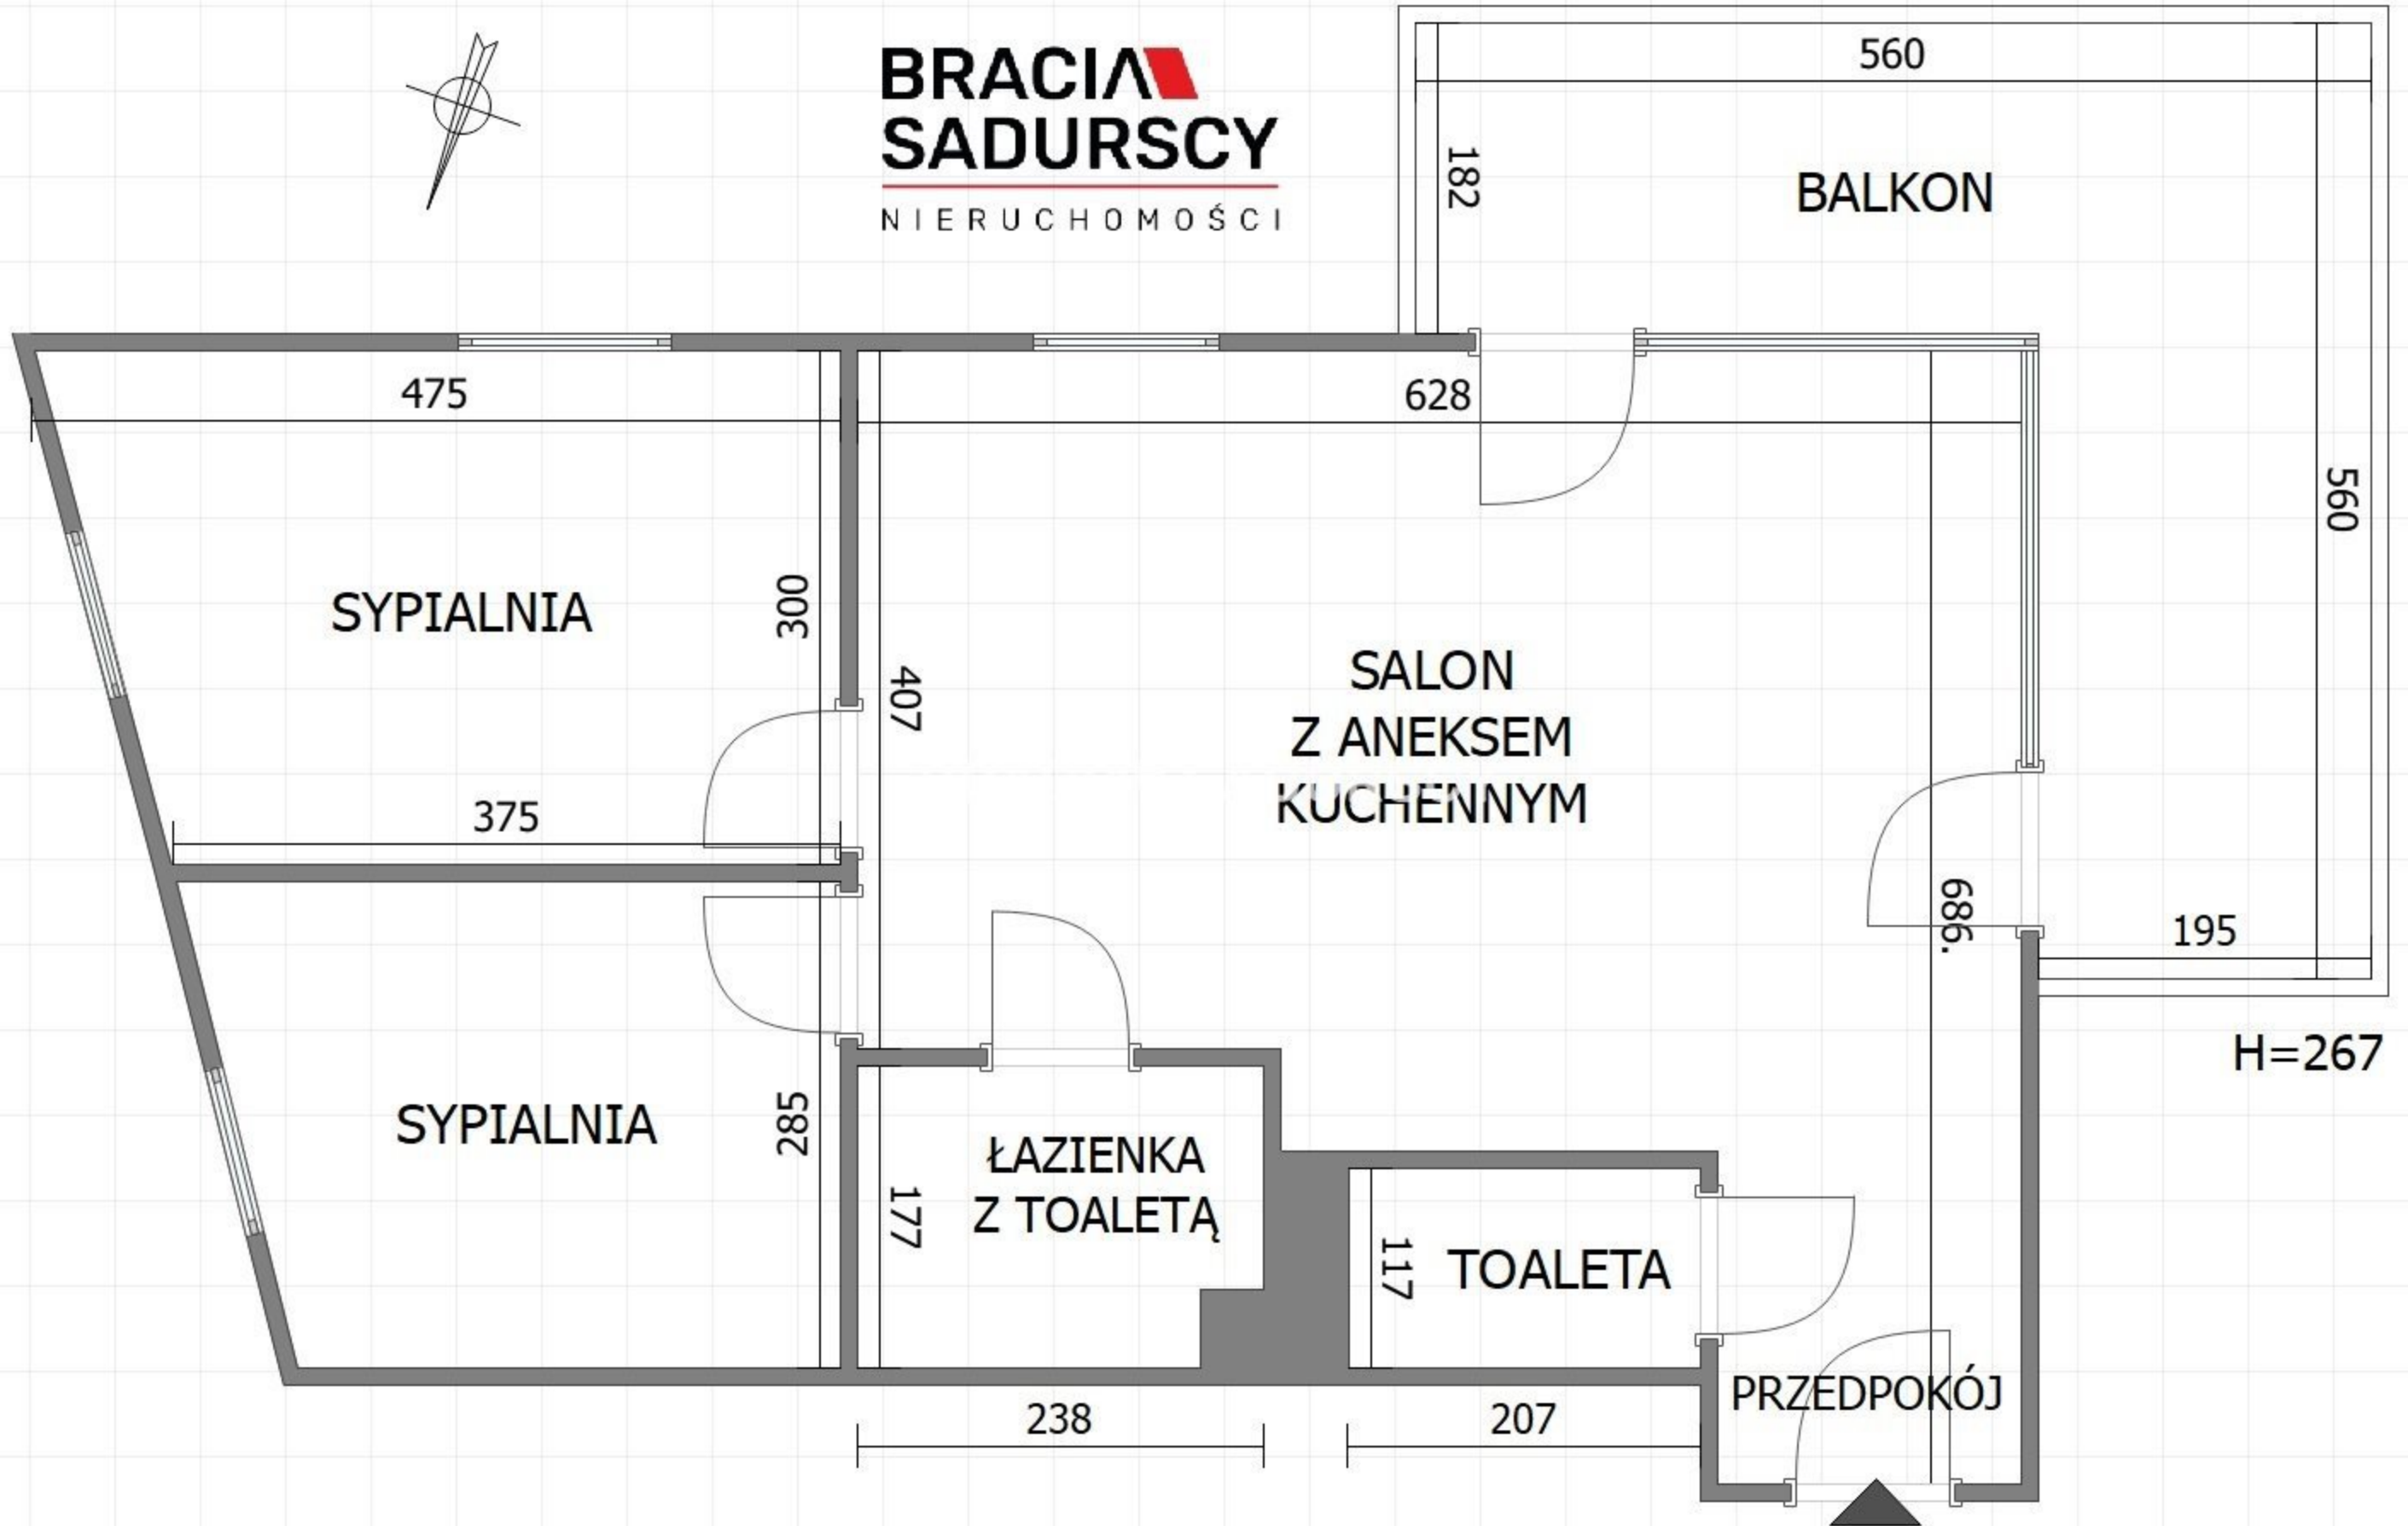 BRACIA
SADURSCY
NIERUCHOMOŚCI
560
182
BALKON
475
628
560
SYPIALNIA
300
407
SALON
Z ANEKSEM
KUCHENNYM
375
686.
195
H=267
SYPIALNIA
285
ŁAZIENKA
Z TOALETĄ
177
117
TOALETA
PRZEDPOKÓJ
238
207